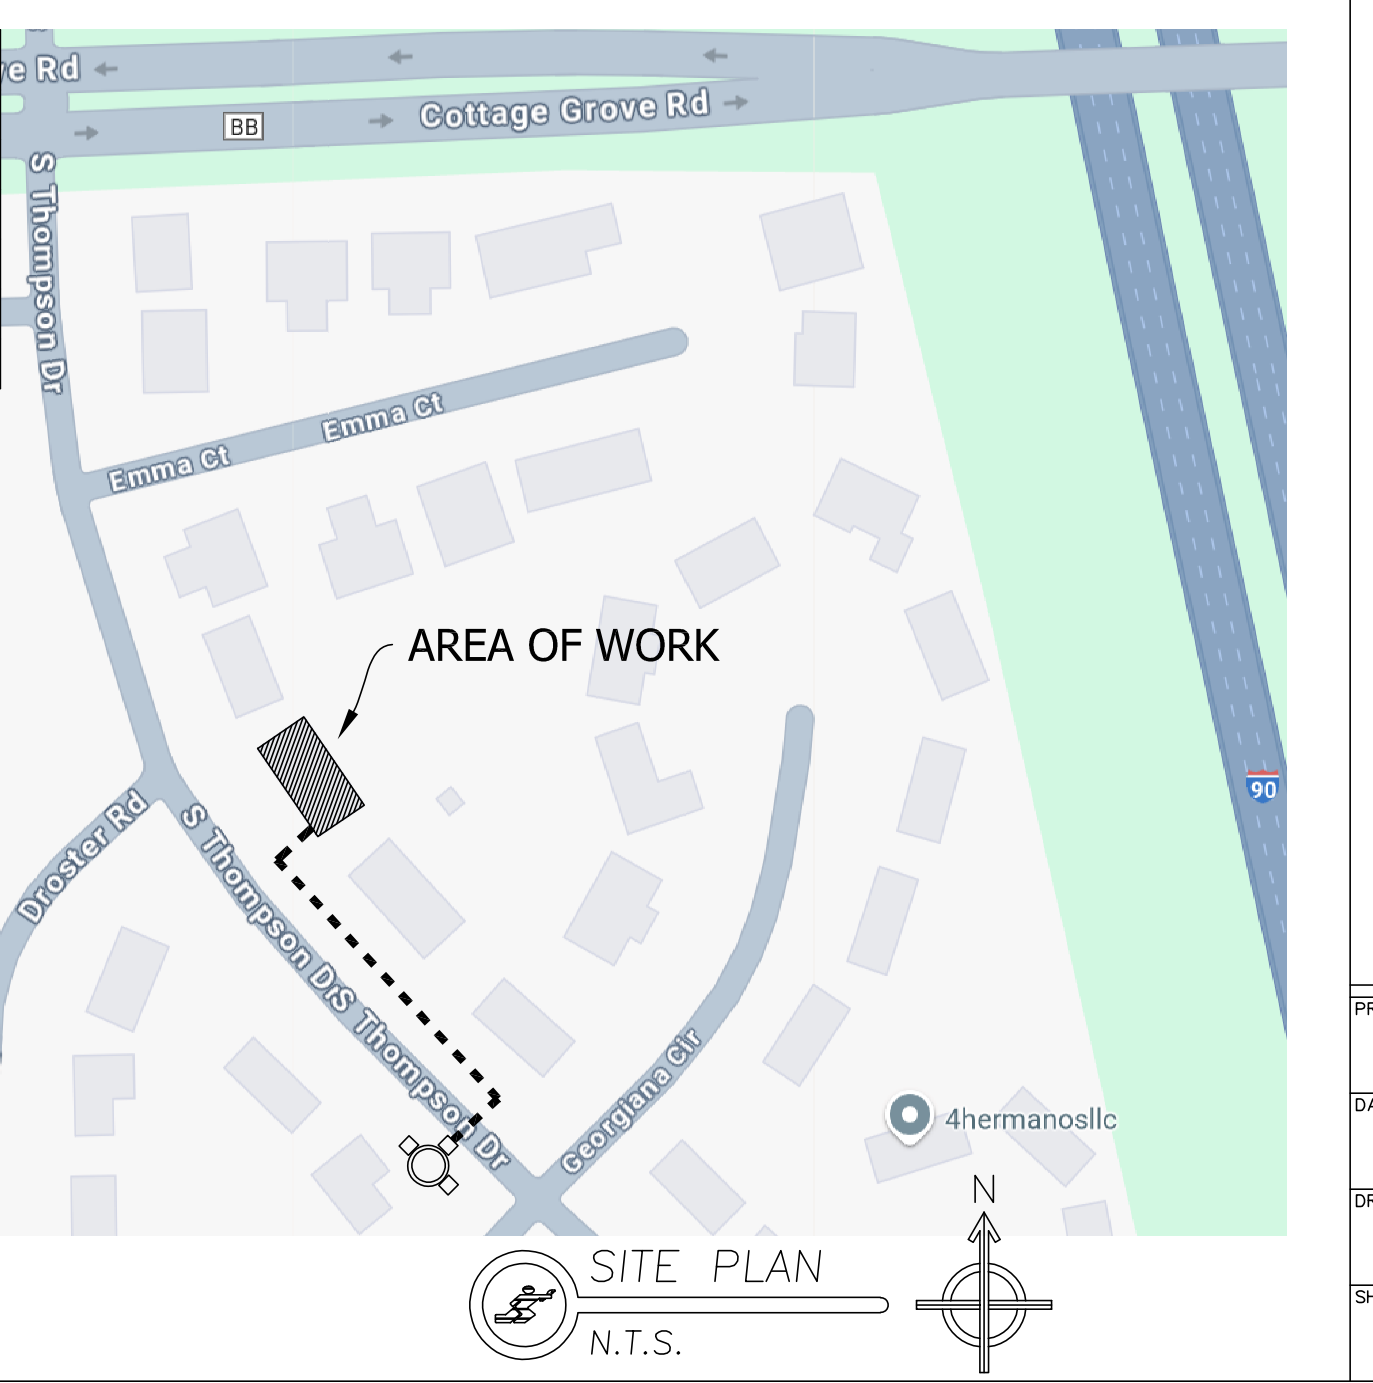 ve Rd
BB
Cottage Grove Rd
S Thompson Dr
Emma Ct
Emma Ct
AREA OF WORK
90
Droster Rd
S Thompson Dr
S Thompson Dr
Georgiana Cir
4hermanosllc
N
SITE PLAN
N.T.S.
PR
DA
DR
SH